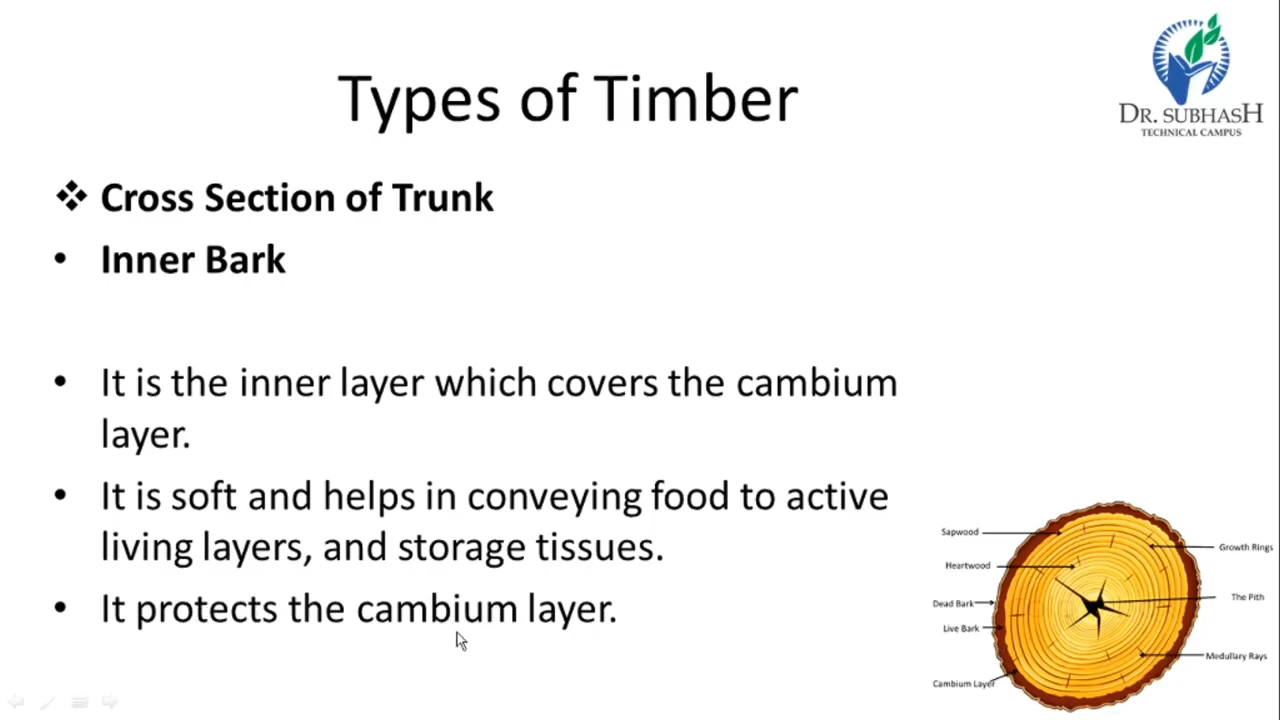 DR. SUBHASH
TECHNICAL CAMPUS
Types of Timber
Cross Section of Trunk
• Inner Bark
• It is the inner layer which covers the cambium
layer.
• It is soft and helps in conveying food to active
living layers, and storage tissues.
• It protects the cambium layer.
Sapwood
Growth Rings
Heartwood
The Pith
Dead Bark
Live Bark
Medullary Rays
Cambium Layer